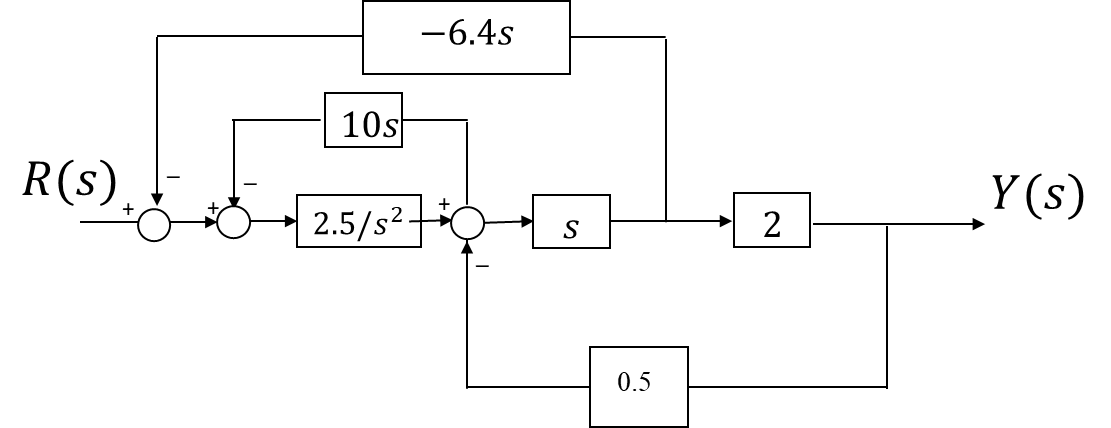 −6.4s
10s
R(s)
−
−
+
+
+
2.5/s²
s
2
Y(s)
−
0.5